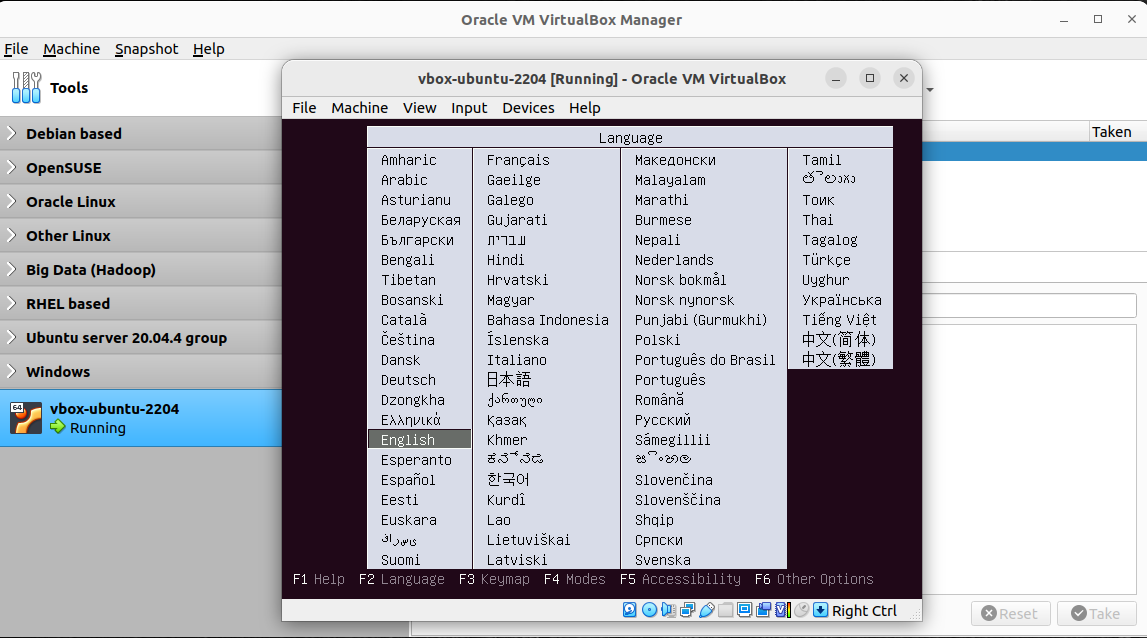 Oracle VM VirtualBox Manager
File Machine Snapshot Help
Tools
Debian based
OpenSUSE
Oracle Linux
Other Linux
Big Data (Hadoop)
RHEL based
Ubuntu server 20.04.4 group
Windows
64
vbox-ubuntu-2204
Running
Taken
vbox-ubuntu-2204 [Running] - Oracle VM VirtualBox
File Machine View Input Devices Help
Language
Amharic
Arabic
Asturianu
Беларуская
Български
Bengali
Tibetan
Bosanski
Català
Čeština
Dansk
Deutsch
Dzongkha
Ελληνικά
English
Esperanto
Español
Eesti
Euskara
Suomi
Français
Gaeilge
Galego
Gujarati
עברית
Hindi
Hrvatski
Magyar
Bahasa Indonesia
Íslenska
Italiano
日本語
ქართული
Қазақ
Khmer
ಕನ್ನಡ
한국어
Kurdî
Lao
Lietuviškai
Latviski
Македонски
Malayalam
Marathi
Burmese
Nepali
Nederlands
Norsk bokmål
Norsk nynorsk
Punjabi (Gurmukhi)
Polski
Português do Brasil
Português
Română
Русский
Sámegillii
සිංහල
Slovenčina
Slovenščina
Shqip
Српски
Svenska
Tamil
తెలుగు
Тоик
Thai
Tagalog
Türkçe
Uyghur
Українська
Tiếng Việt
中文(简体)
中文(繁體)
F1 Help F2 Language F3 Keymap F4 Modes F5 Accessibility F6 Other Options
Right Ctrl
Reset
Take